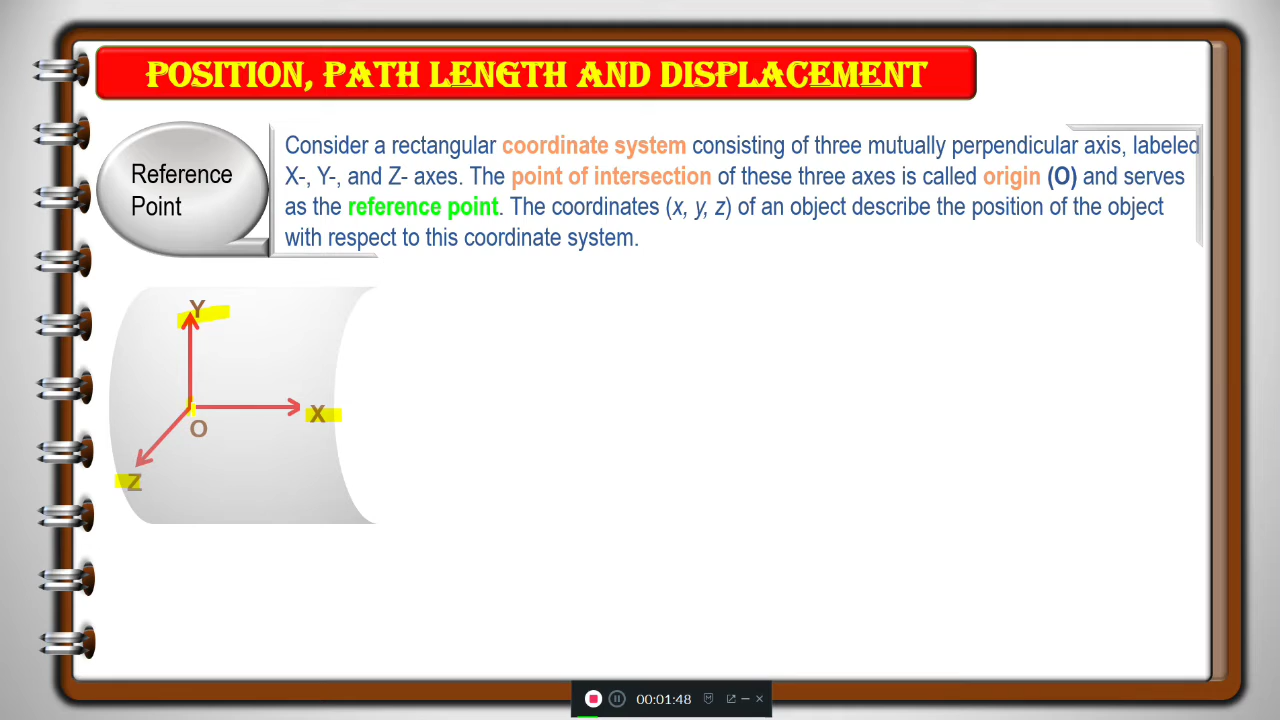 POSITION, PATH LENGTH AND DISPLACEMENT
Reference
Point
Consider a rectangular coordinate system consisting of three mutually perpendicular axis, labeled
X-, Y-, and Z- axes. The point of intersection of these three axes is called origin (O) and serves
as the reference point. The coordinates (x, y, z) of an object describe the position of the object
with respect to this coordinate system.
Y
X
O
Z
00:01:48